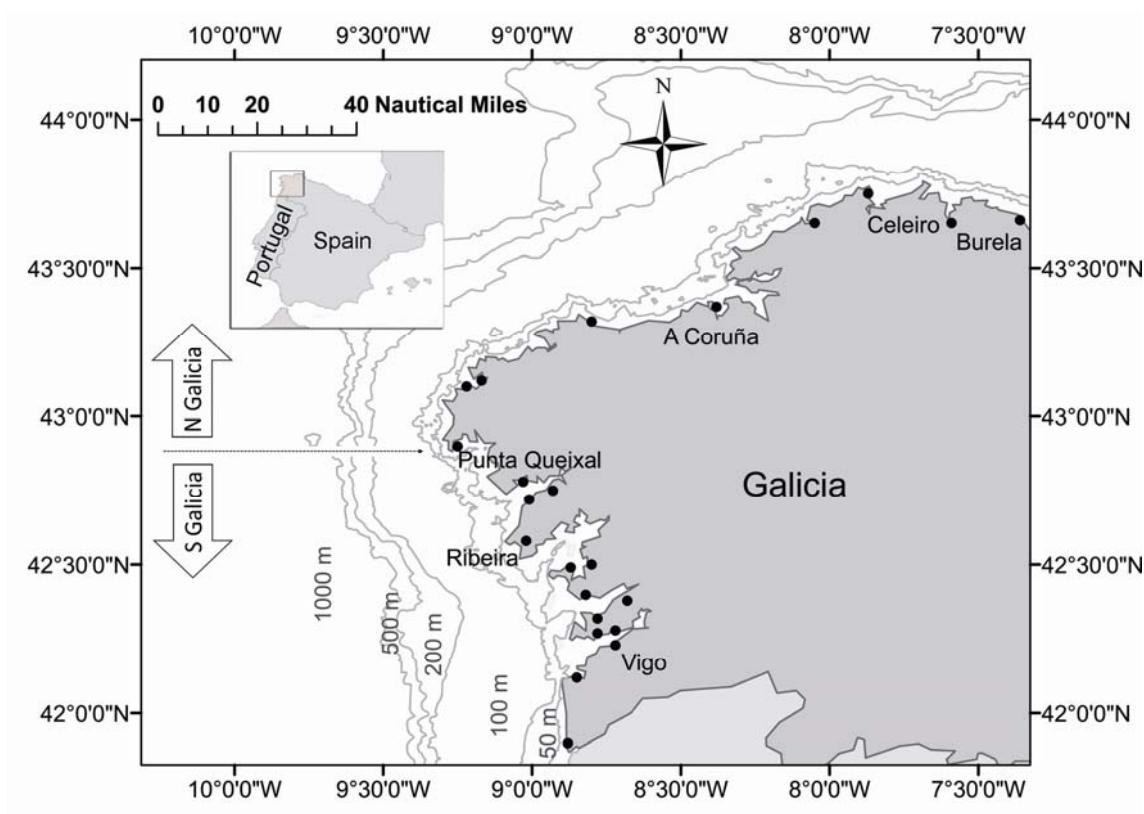 10°0'0"W 9°30'0"W 9°0'0"W 8°30'0"W 8°0'0"W 7°30'0"W
0 10 20 40 Nautical Miles
N
44°0'0"N 44°0'0"N
Portugal
Spain
Celeiro
Burela
43°30'0"N 43°30'0"N
A Coruña
N Galicia
43°0'0"N 43°0'0"N
Punta Queixal
Galicia
S Galicia
Ribeira
42°30'0"N 42°30'0"N
1000 m
500 m
200 m
Vigo
100 m
50 m
42°0'0"N 42°0'0"N
10°0'0"W 9°30'0"W 9°0'0"W 8°30'0"W 8°0'0"W 7°30'0"W